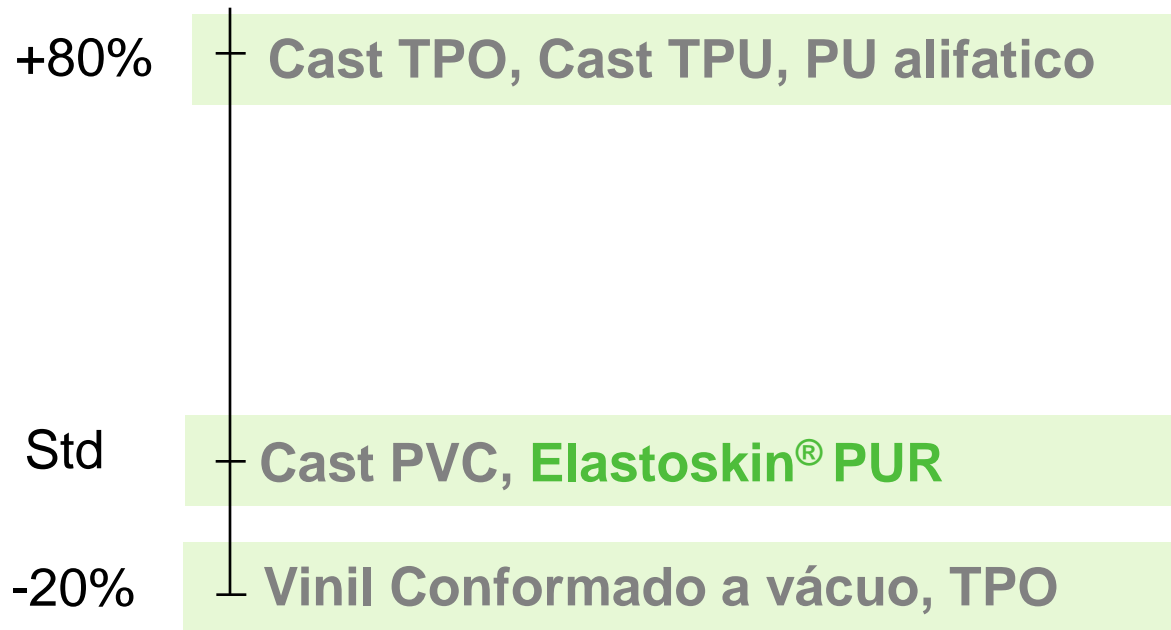 +80% Cast TPO, Cast TPU, PU alifatico
Std Cast PVC, Elastoskin® PUR
-20% Vinil Conformado a vácuo, TPO